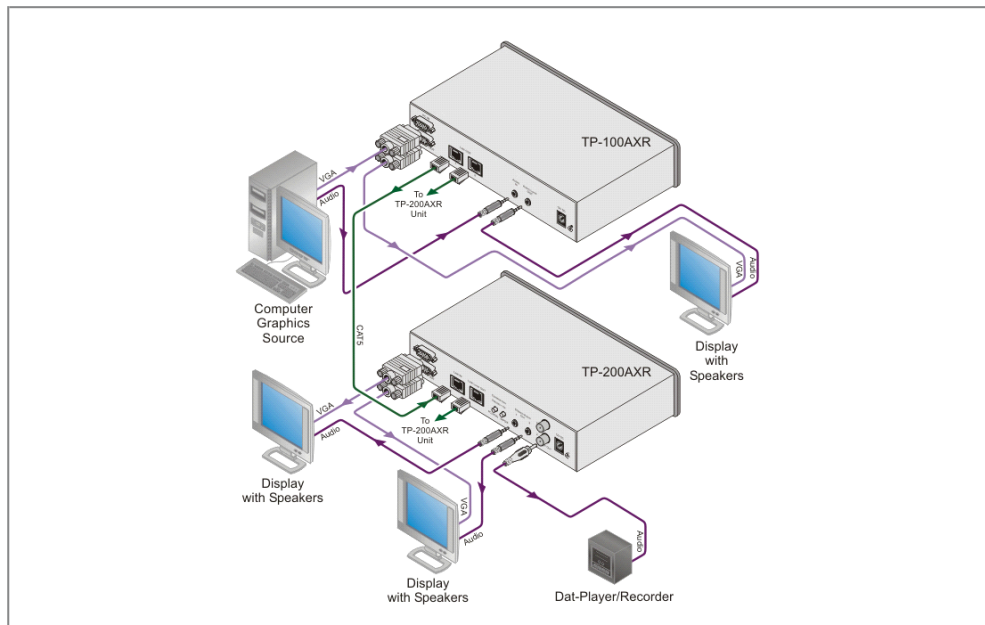 TP-100AXR
VGA
Audio
To
TP-200AXR
Unit
Computer
Graphics
Source
CAT5
Audio
VGA
Display
with
Speakers
TP-200AXR
VGA
Audio
To
TP-200AXR
Unit
Display
with Speakers
VGA
Audio
Display
with Speakers
Audio
Dat-Player/Recorder